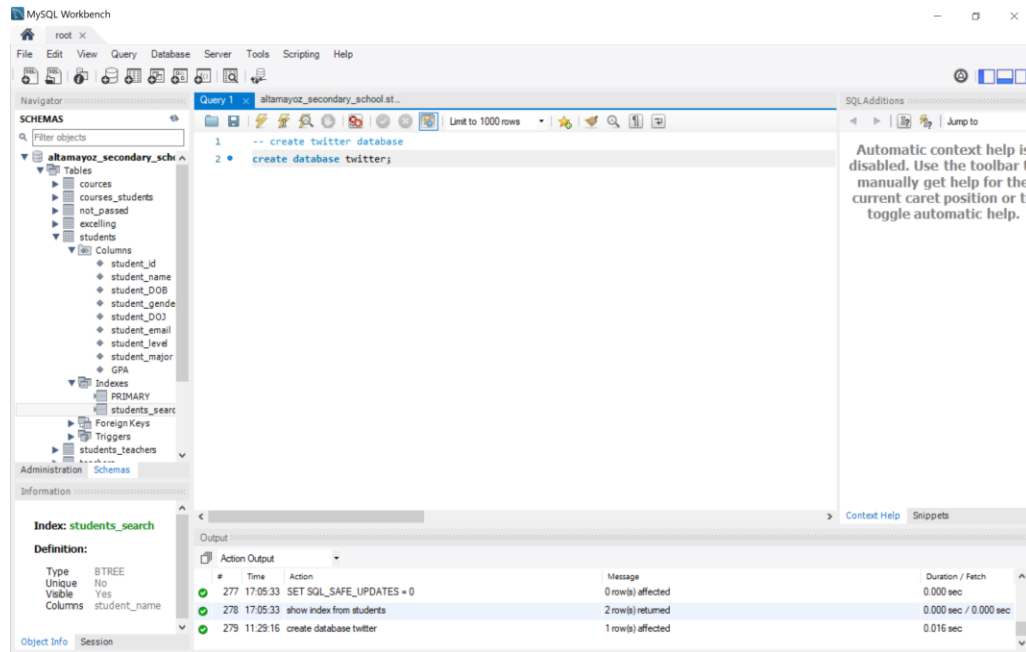 MySQL Workbench
root
File Edit View Query Database Server Tools Scripting Help
Navigator
SCHEMAS
Filter objects
altamayoz_secondary_sch
Tables
cources
courses_students
not_passed
excelling
students
Columns
student_id
student_name
student_DOB
student_gende
student_DOJ
student_email
student_level
student_major
GPA
Indexes
PRIMARY
students_searc
Foreign Keys
Triggers
students_teachers
Administration Schemas
Information
Index: students_search
Definition:
Type BTREE
Unique No
Visible Yes
Columns student_name
Object Info Session
Query 1 altamayoz_secondary_school.st...
Limit to 1000 rows
1 -- create twitter database
2 create database twitter;
SQLAdditions
Jump to
Automatic context help is
disabled. Use the toolbar t
manually get help for the
current caret position or t
toggle automatic help.
Context Help Snippets
Output
Action Output
# Time Action Message Duration / Fetch
277 17:05:33 SET SQL_SAFE_UPDATES = 0 0 row(s) affected 0.000 sec
278 17:05:33 show index from students 2 row(s) returned 0.000 sec / 0.000 sec
279 11:29:16 create database twitter 1 row(s) affected 0.016 sec